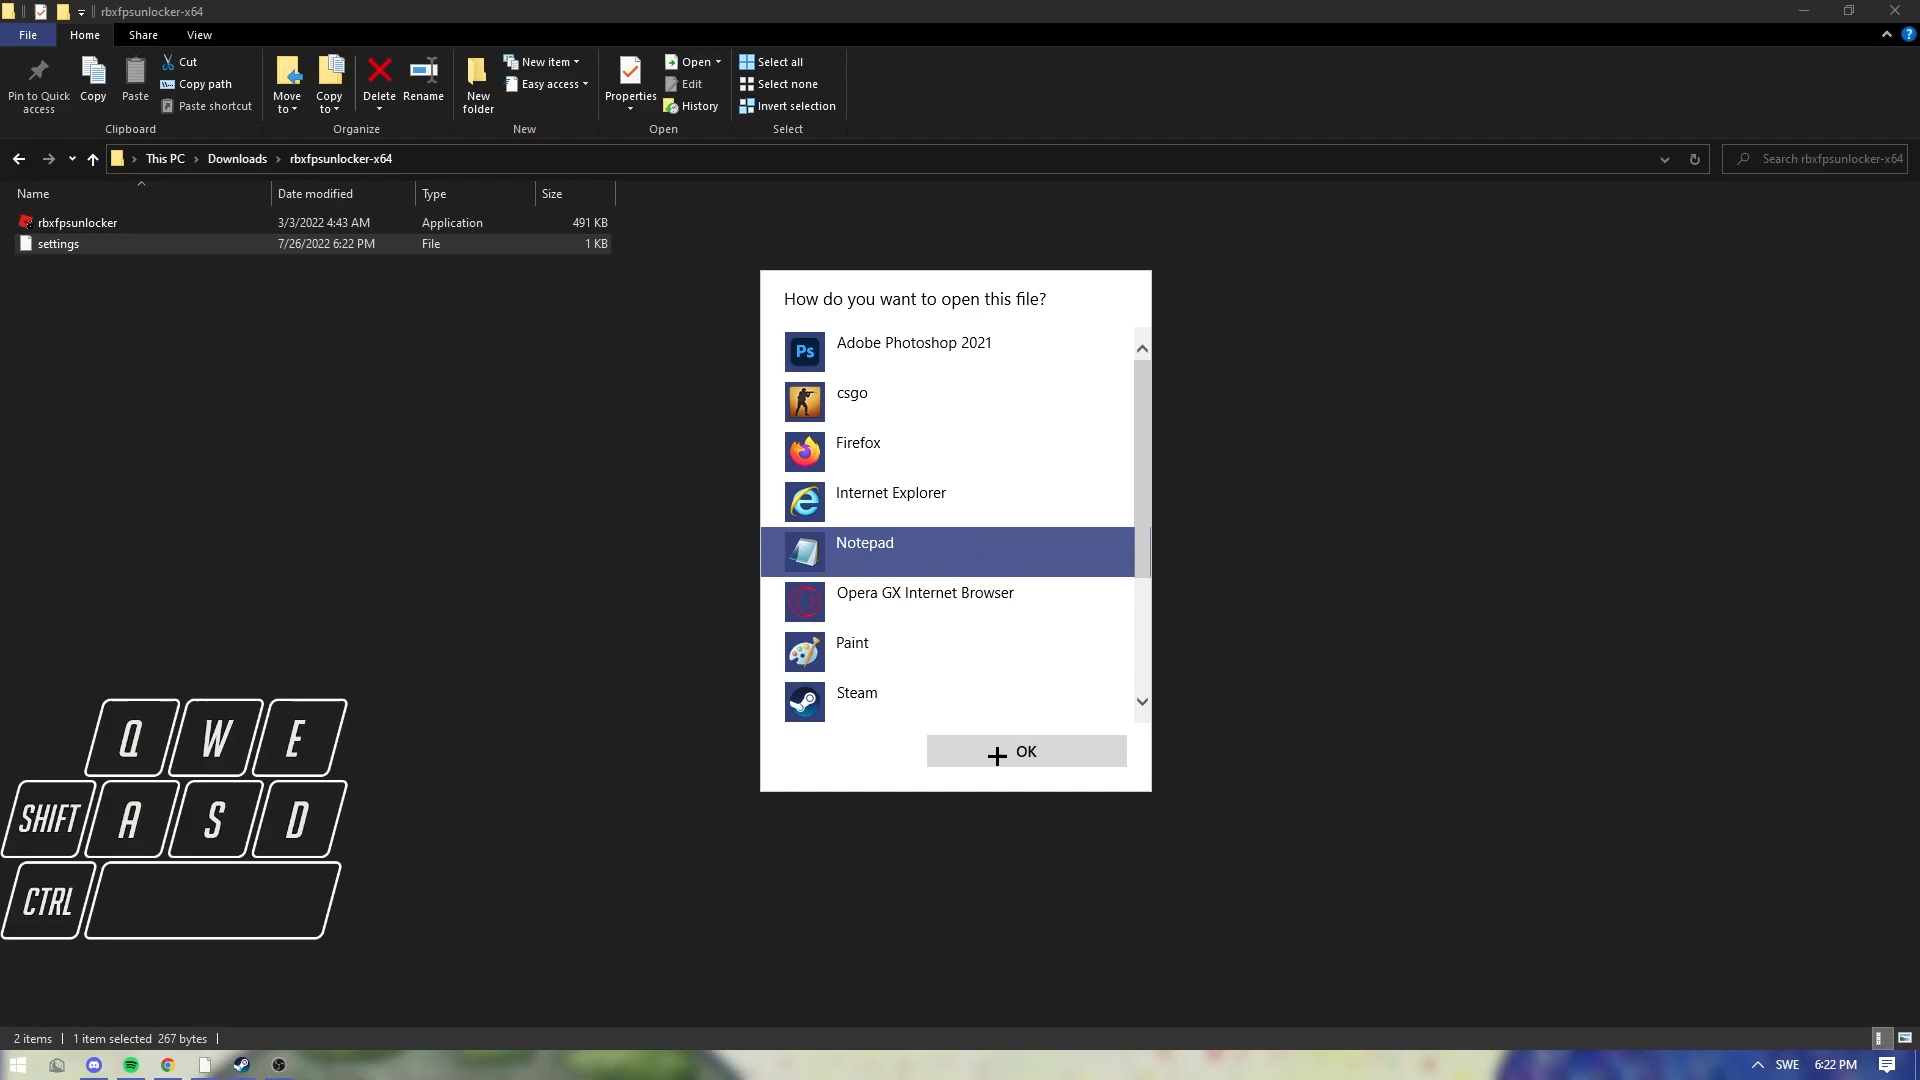 rbxfpsunlocker-x64
File Home Share View
Pin to Quick access
Copy
Paste
Cut
Copy path
Paste shortcut
Clipboard
Move to
Copy to
Delete
Rename
Organize
New folder
New item
Easy access
New
Properties
Open
Edit
History
Open
Select all
Select none
Invert selection
Select
This PC > Downloads > rbxfpsunlocker-x64
Search rbxfpsunlocker-x64
Name Date modified Type Size
rbxfpsunlocker 3/3/2022 4:43 AM Application 491 KB
settings 7/26/2022 6:22 PM File 1 KB
How do you want to open this file?
Ps Adobe Photoshop 2021
csgo
Firefox
Internet Explorer
Notepad
Opera GX Internet Browser
Paint
Steam
OK
Q W E
SHIFT A S D
CTRL
2 items 1 item selected 267 bytes
SWE 6:22 PM